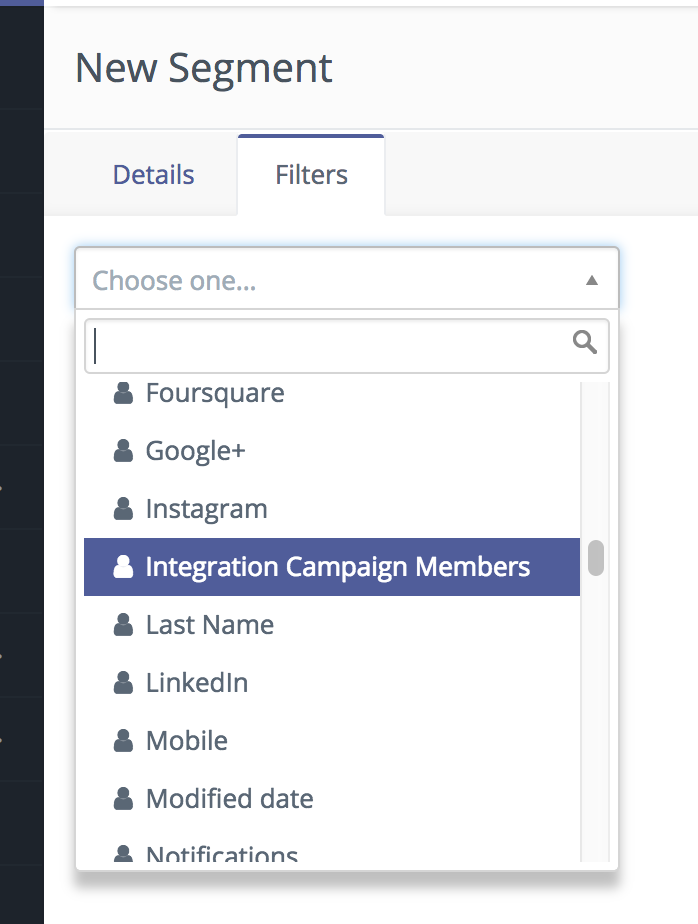 New Segment
Details
Filters
Choose one...
Foursquare
Google+
Instagram
Integration Campaign Members
Last Name
LinkedIn
Mobile
Modified date
Notifications